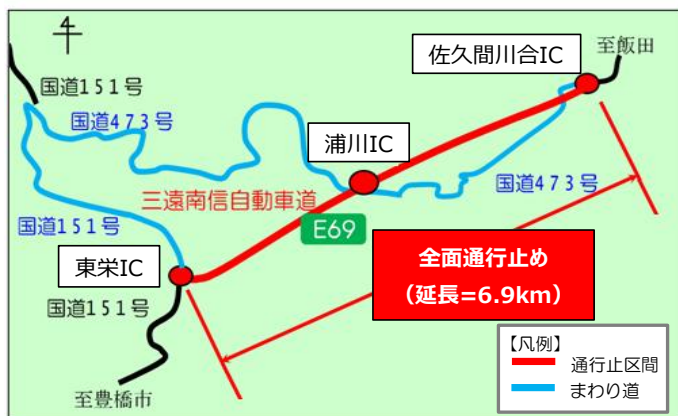 佐久間川合IC
至飯田
国道151号
国道473号
浦川IC
三遠南信自動車道
国道473号
国道151号
E69
東栄IC
全面通行止め
（延長=6.9km）
国道151号
至豊橋市
【凡例】
通行止区間
まわり道